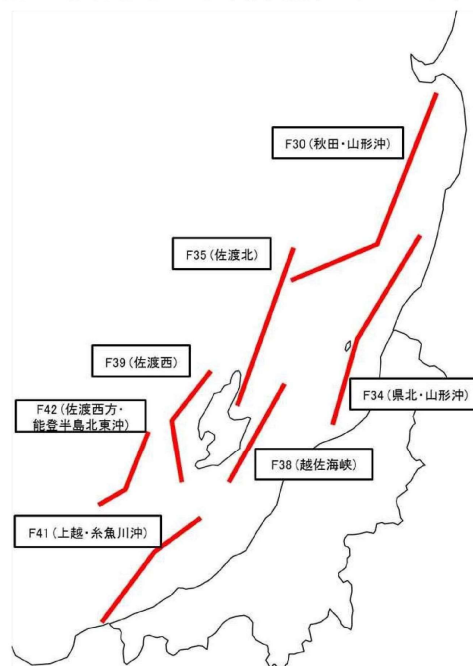 F30(秋田・山形沖)
F35(佐渡北)
F39(佐渡西)
F42(佐渡西方・
能登半島北東沖)
F34(県北・山形沖)
F38(越佐海峡)
F41(上越・糸魚川沖)